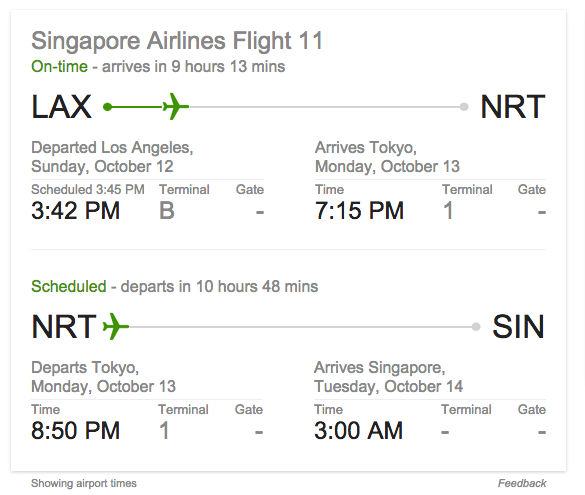 Singapore Airlines Flight 11
On-time - arrives in 9 hours 13 mins
LAX NRT
Departed Los Angeles, Arrives Tokyo,
Sunday, October 12 Monday, October 13
Scheduled 3:45 PM Terminal Gate Time Terminal Gate
3:42 PM B - 7:15 PM 1 -
Scheduled - departs in 10 hours 48 mins
NRT SIN
Departs Tokyo, Arrives Singapore,
Monday, October 13 Tuesday, October 14
Time Terminal Gate Time Terminal Gate
8:50 PM 1 - 3:00 AM - -
Showing airport times Feedback